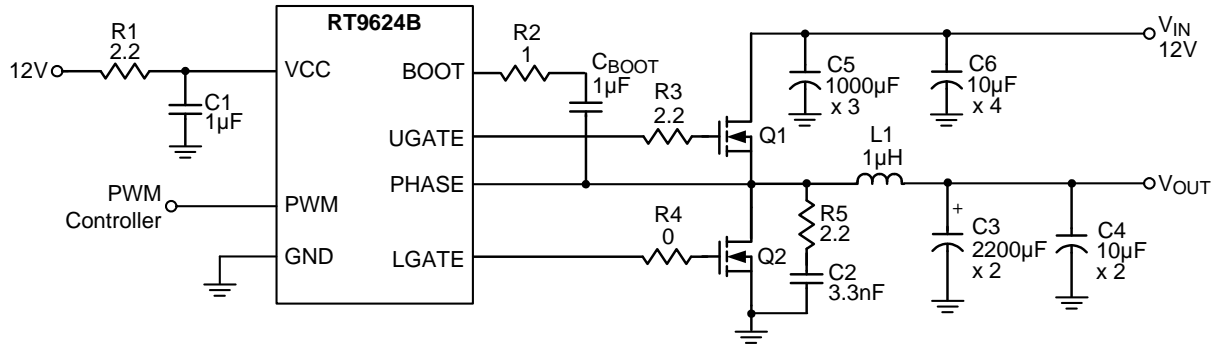 RT9624B
12V
R1
2.2
C1
1µF
VCC
PWM
Controller
PWM
GND
BOOT
UGATE
PHASE
LGATE
R2
1
CBOOT
1µF
R3
2.2
Q1
R4
0
Q2
R5
2.2
C2
3.3nF
C5
1000µF
x 3
C6
10µF
x 4
VIN
12V
L1
1µH
VOUT
+
C3
2200µF
x 2
C4
10µF
x 2